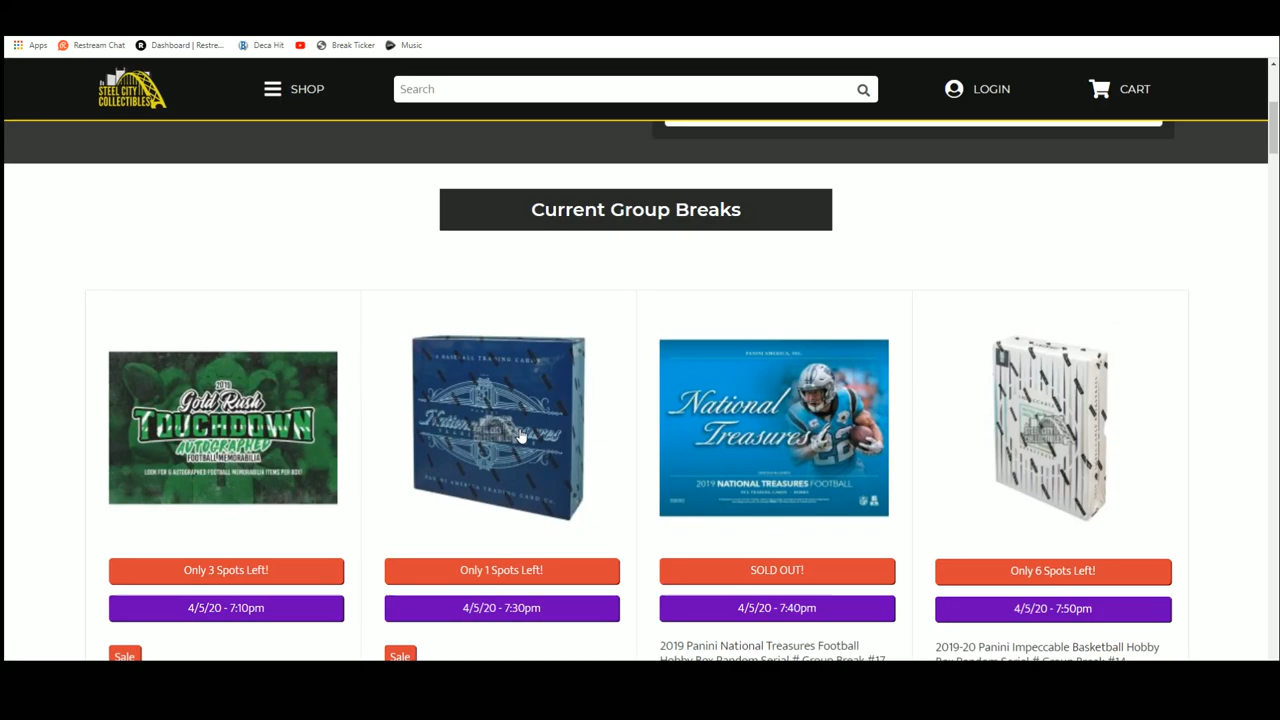 Apps
Restream Chat
Dashboard | Restre...
Deca Hit
Break Ticker
Music
STEEL CITY
COLLECTIBLES
SHOP
Search
LOGIN
CART
Current Group Breaks
2019
Gold Rush
TOUCHDOWN
AUTOGRAPHED
FOOTBALL MEMORABILIA
LOOK FOR 6 AUTOGRAPHED FOOTBALL MEMORABILIA ITEMS PER BOX!
PANINI AMERICA, INC.
National
Treasures
2019 NATIONAL TREASURES FOOTBALL
Only 3 Spots Left!
Only 1 Spots Left!
SOLD OUT!
Only 6 Spots Left!
4/5/20 - 7:10pm
4/5/20 - 7:30pm
4/5/20 - 7:40pm
4/5/20 - 7:50pm
Sale
Sale
2019 Panini National Treasures Football
Hobby Box Random Serial # Group Break #17
2019-20 Panini Impeccable Basketball Hobby
Box Random Serial # Group Break #14